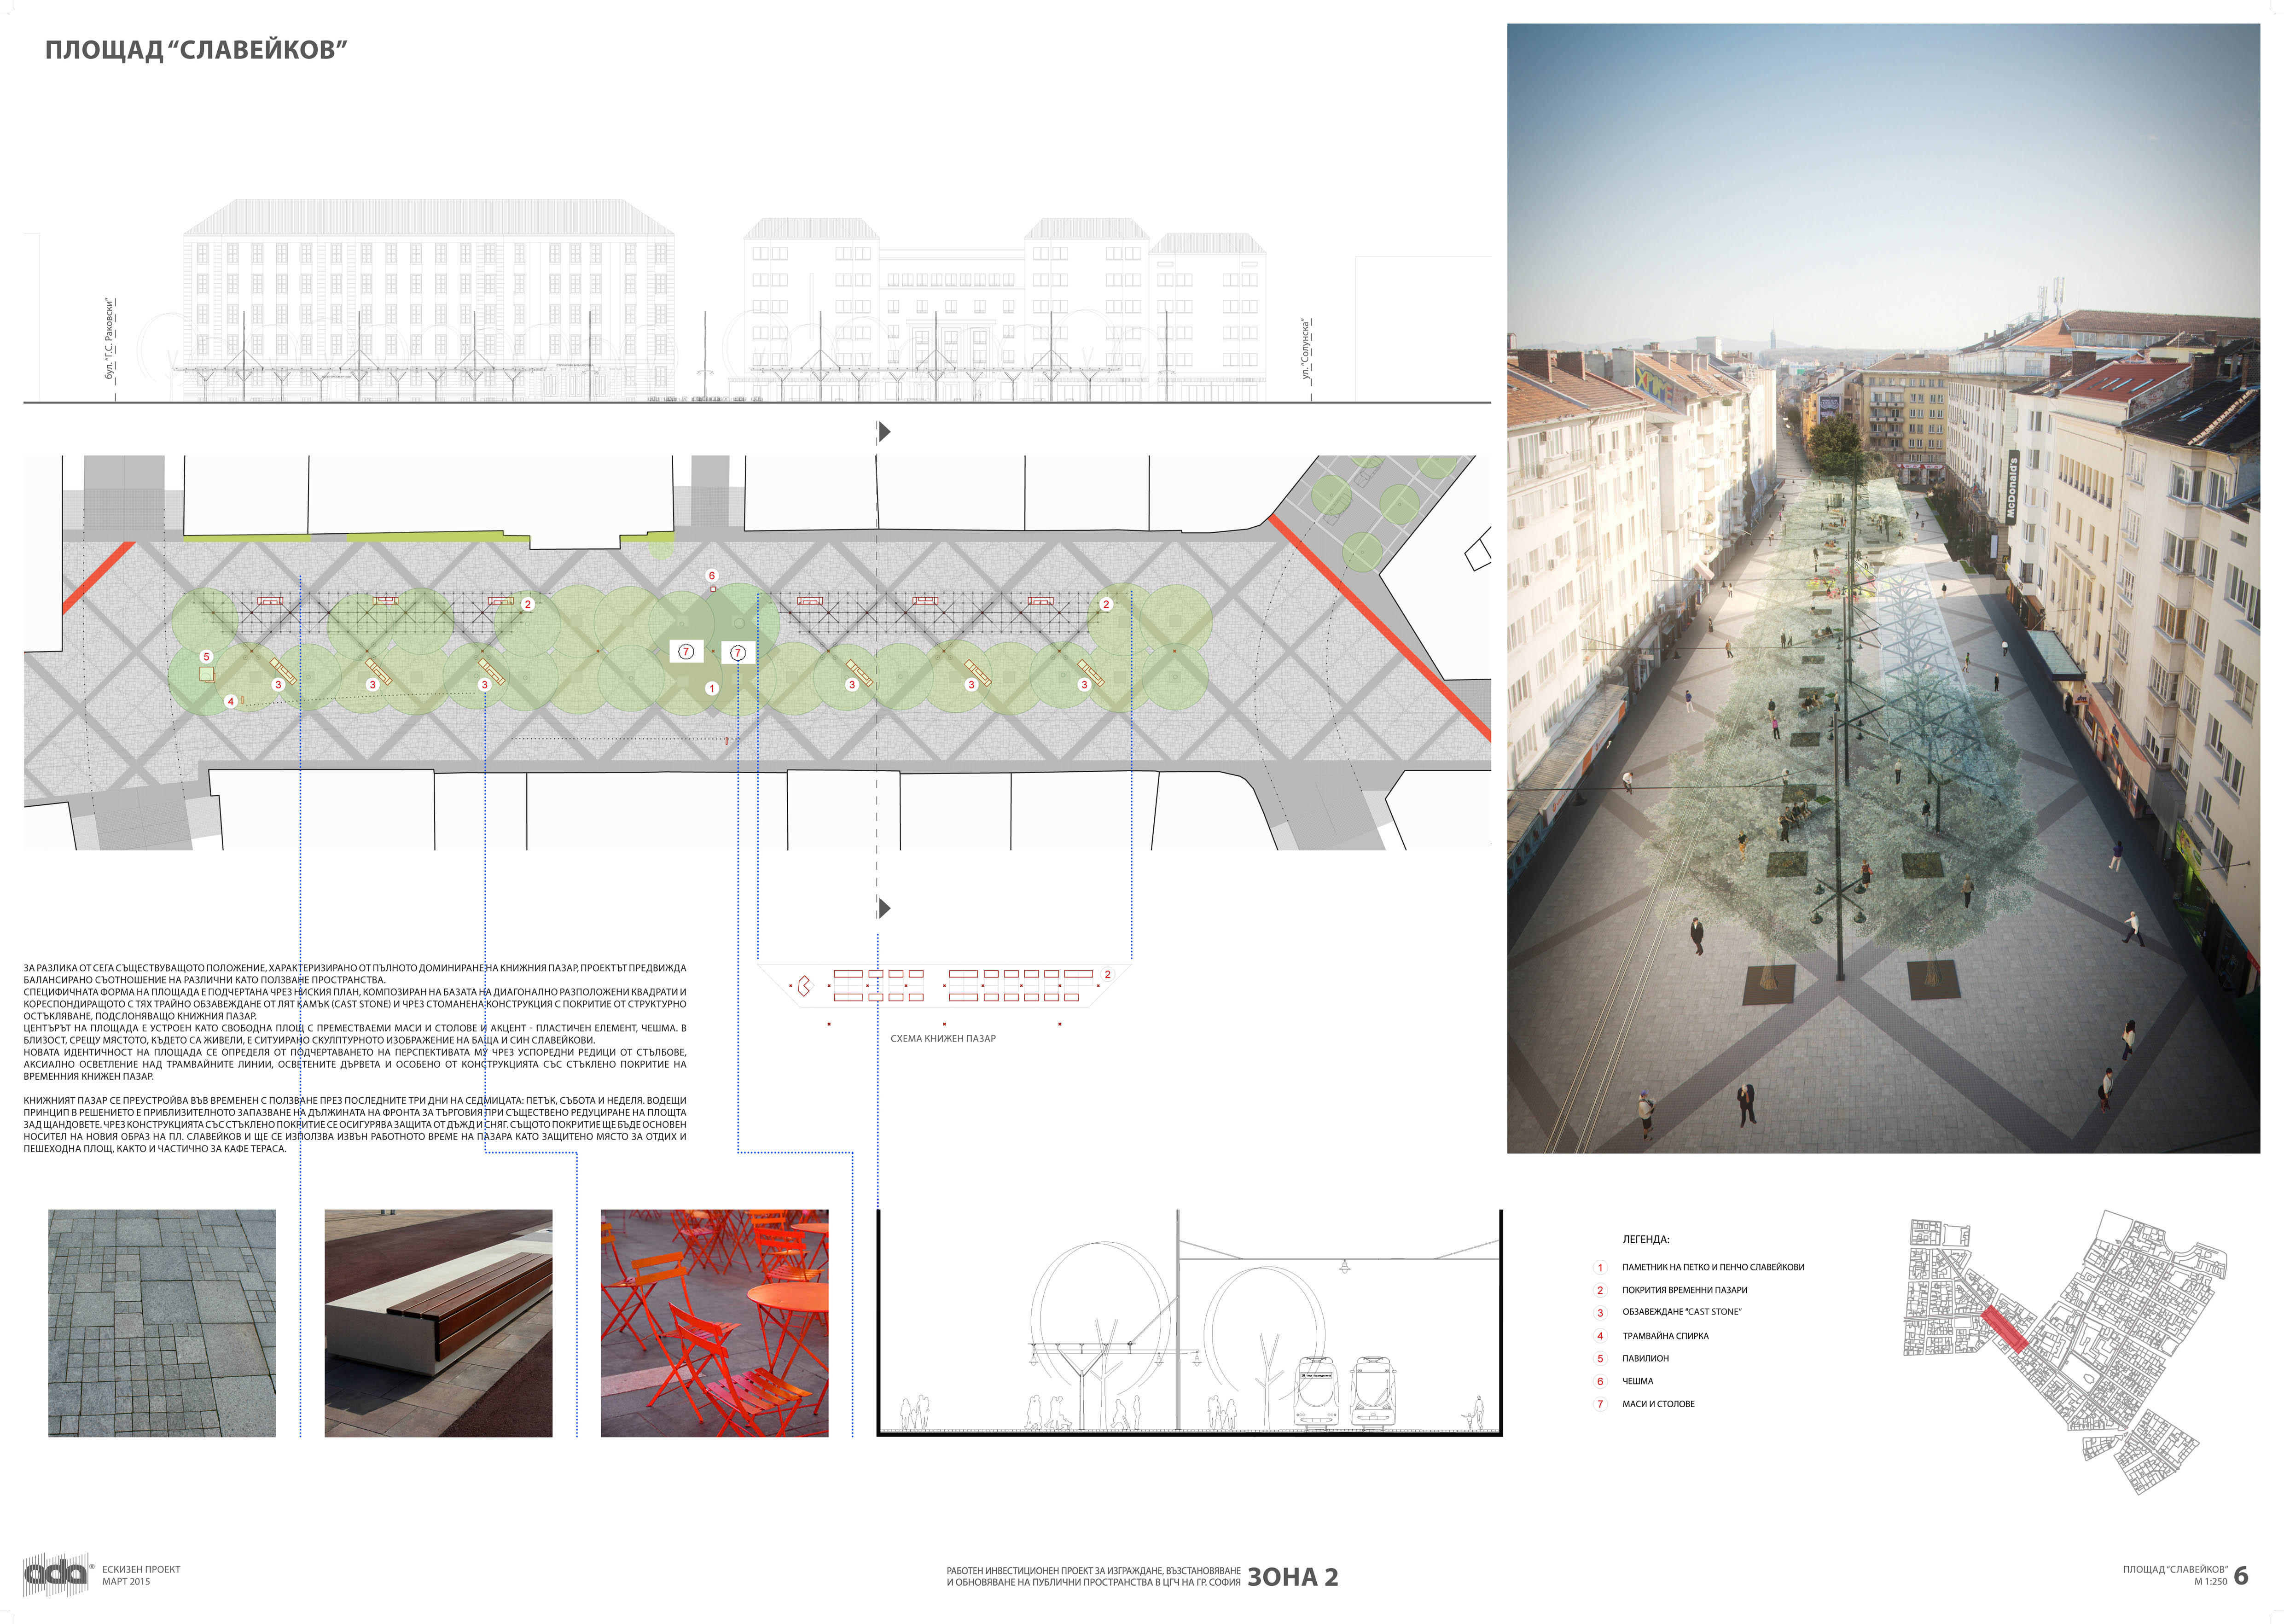 ПЛОЩАД “СЛАВЕЙКОВ”
бул. “Г.С. Раковски”
ул. “Солунска”
McDonald's
6
2
2
5
7
7
3
3
3
1
3
3
3
4
2
СХЕМА КНИЖЕН ПАЗАР
ЗА РАЗЛИКА ОТ СЕГА СЪЩЕСТВУВАЩОТО ПОЛОЖЕНИЕ, ХАРАКТЕРИЗИРАНО ОТ ПЪЛНОТО ДОМИНИРАНЕ НА КНИЖНИЯ ПАЗАР, ПРОЕКТЪТ ПРЕДВИЖДА
БАЛАНСИРАНО СЪОТНОШЕНИЕ НА РАЗЛИЧНИ КАТО ПОЛЗВАНЕ ПРОСТРАНСТВА.
СПЕЦИФИЧНАТА ФОРМА НА ПЛОЩАДА Е ПОДЧЕРТАНА ЧРЕЗ НИСКИЯ ПЛАН, КОМПОЗИРАН НА БАЗАТА НА ДИАГОНАЛНО РАЗПОЛОЖЕНИ КВАДРАТИ И
КОРЕСПОНДИРАЩОТО С ТЯХ ТРАЙНО ОБЗАВЕЖДАНЕ ОТ ЛЯТ КАМЪК (CAST STONE) И ЧРЕЗ СТОМАНЕНА КОНСТРУКЦИЯ С ПОКРИТИЕ ОТ СТРУКТУРНО
ОСТЪКЛЯВАНЕ, ПОДСЛОНЯВАЩО КНИЖНИЯ ПАЗАР.
ЦЕНТЪРЪТ НА ПЛОЩАДА Е УСТРОЕН КАТО СВОБОДНА ПЛОЩ С ПРЕМЕСТВАЕМИ МАСИ И СТОЛОВЕ И АКЦЕНТ - ПЛАСТИЧЕН ЕЛЕМЕНТ, ЧЕШМА. В
БЛИЗОСТ, СРЕЩУ МЯСТОТО, КЪДЕТО СА ЖИВЕЛИ, Е СИТУИРАНО СКУЛПТУРНОТО ИЗОБРАЖЕНИЕ НА БАЩА И СИН СЛАВЕЙКОВИ.
НОВАТА ИДЕНТИЧНОСТ НА ПЛОЩАДА СЕ ОПРЕДЕЛЯ ОТ ПОДЧЕРТАВАНЕТО НА ПЕРСПЕКТИВАТА МУ ЧРЕЗ УСПОРЕДНИ РЕДИЦИ ОТ СТЪЛБОВЕ,
АКСИАЛНО ОСВЕТЛЕНИЕ НАД ТРАМВАЙНИТЕ ЛИНИИ, ОСВЕТЕНИТЕ ДЪРВЕТА И ОСОБЕНО ОТ КОНСТРУКЦИЯТА СЪС СТЪКЛЕНО ПОКРИТИЕ НА
ВРЕМЕННИЯ КНИЖЕН ПАЗАР.
КНИЖНИЯТ ПАЗАР СЕ ПРЕУСТРОЙВА ВЪВ ВРЕМЕНЕН С ПОЛЗВАНЕ ПРЕЗ ПОСЛЕДНИТЕ ТРИ ДНИ НА СЕДМИЦАТА: ПЕТЪК, СЪБОТА И НЕДЕЛЯ. ВОДЕЩИ
ПРИНЦИП В РЕШЕНИЕТО Е ПРИБЛИЗИТЕЛНОТО ЗАПАЗВАНЕ НА ДЪЛЖИНАТА НА ФРОНТА ЗА ТЪРГОВИЯ ПРИ СЪЩЕСТВЕНО РЕДУЦИРАНЕ НА ПЛОЩТА
ЗАД ЩАНДОВЕТЕ. ЧРЕЗ КОНСТРУКЦИЯТА СЪС СТЪКЛЕНО ПОКРИТИЕ СЕ ОСИГУРЯВА ЗАЩИТА ОТ ДЪЖД И СНЯГ. СЪЩОТО ПОКРИТИЕ ЩЕ БЪДЕ ОСНОВЕН
НОСИТЕЛ НА НОВИЯ ОБРАЗ НА ПЛ. СЛАВЕЙКОВ И ЩЕ СЕ ИЗПОЛЗВА ИЗВЪН РАБОТНОТО ВРЕМЕ НА ПАЗАРА КАТО ЗАЩИТЕНО МЯСТО ЗА ОТДИХ И
ПЕШЕХОДНА ПЛОЩ, КАКТО И ЧАСТИЧНО ЗА КАФЕ ТЕРАСА.
ЛЕГЕНДА:
1 ПАМЕТНИК НА ПЕТКО И ПЕНЧО СЛАВЕЙКОВИ
2 ПОКРИТИЯ ВРЕМЕННИ ПАЗАРИ
3 ОБЗАВЕЖДАНЕ “CAST STONE”
4 ТРАМВАЙНА СПИРКА
5 ПАВИЛИОН
6 ЧЕШМА
7 МАСИ И СТОЛОВЕ
ada ®
ЕСКИЗЕН ПРОЕКТ
МАРТ 2015
РАБОТЕН ИНВЕСТИЦИОНЕН ПРОЕКТ ЗА ИЗГРАЖДАНЕ, ВЪЗСТАНОВЯВАНЕ
И ОБНОВЯВАНЕ НА ПУБЛИЧНИ ПРОСТРАНСТВА В ЦГЧ НА ГР. СОФИЯ
ЗОНА 2
ПЛОЩАД “СЛАВЕЙКОВ”
М 1:250
6